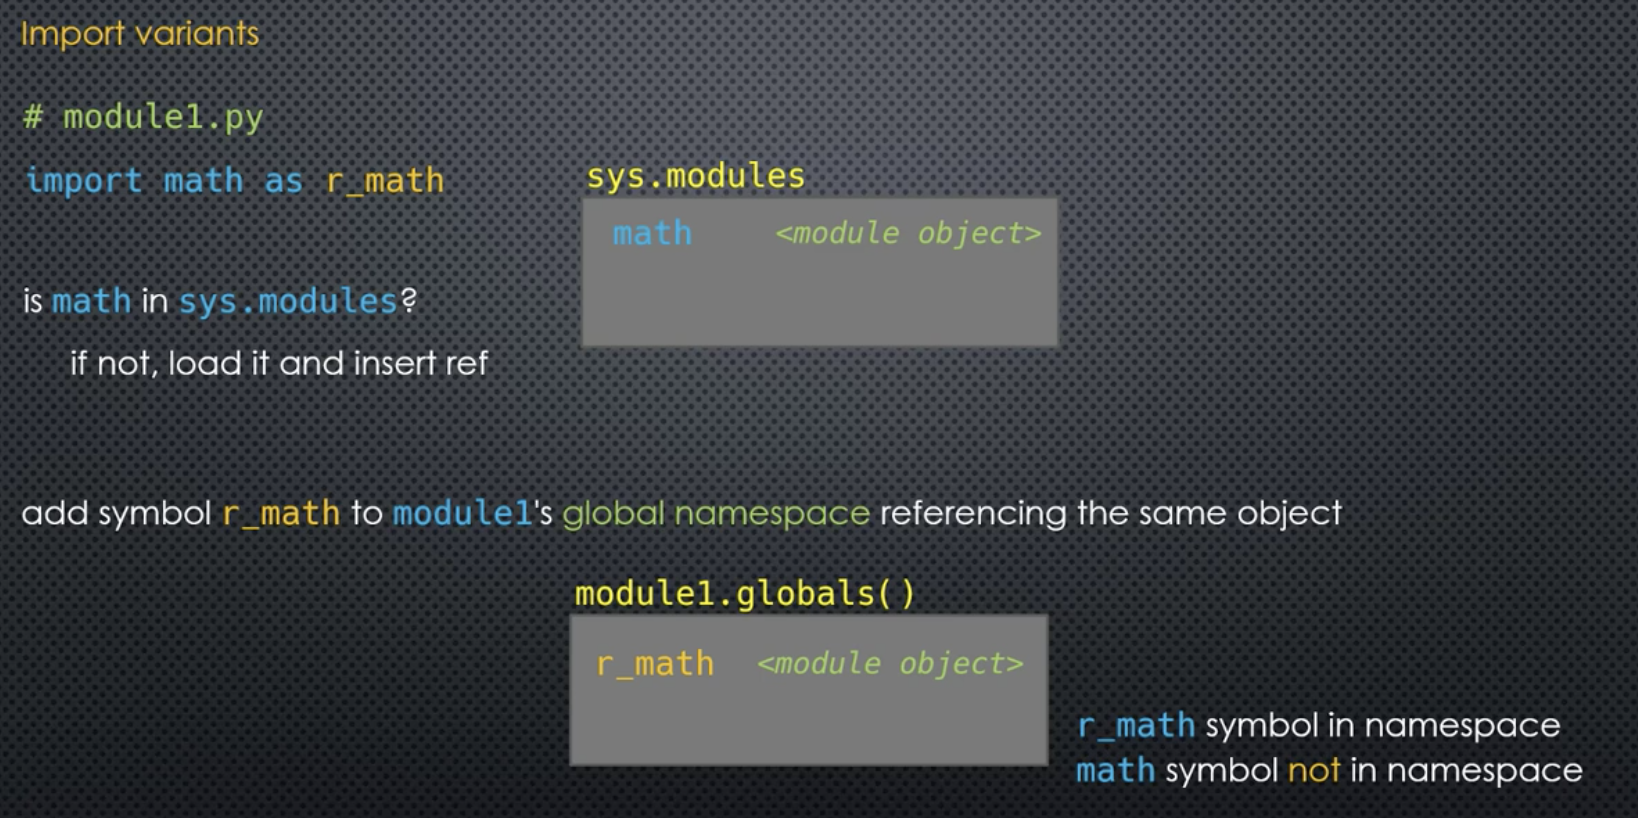 Import variants
# module1.py
import math as r_math
sys.modules
math <module object>
is math in sys.modules?
if not, load it and insert ref
add symbol r_math to module1's global namespace referencing the same object
module1.globals()
r_math <module object>
r_math symbol in namespace
math symbol not in namespace